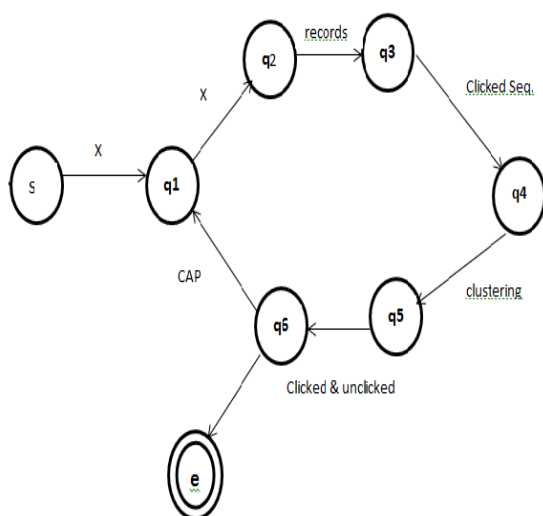 records
q2
q3
X
Clicked Seq.
X
S
q1
q4
CAP
clustering
q6
q5
Clicked & unclicked
e